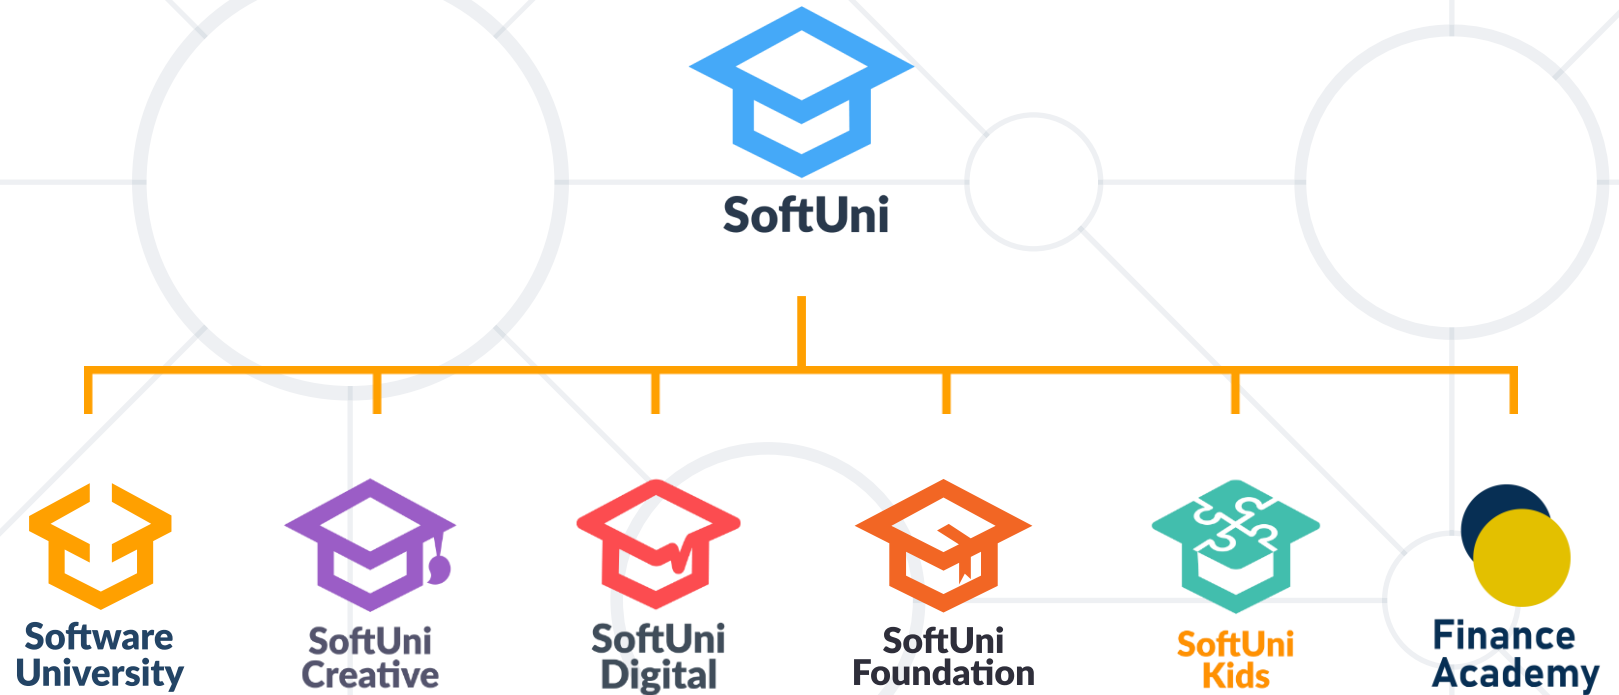 SoftUni
Software
University
SoftUni
Creative
SoftUni
Digital
SoftUni
Foundation
SoftUni
Kids
Finance
Academy